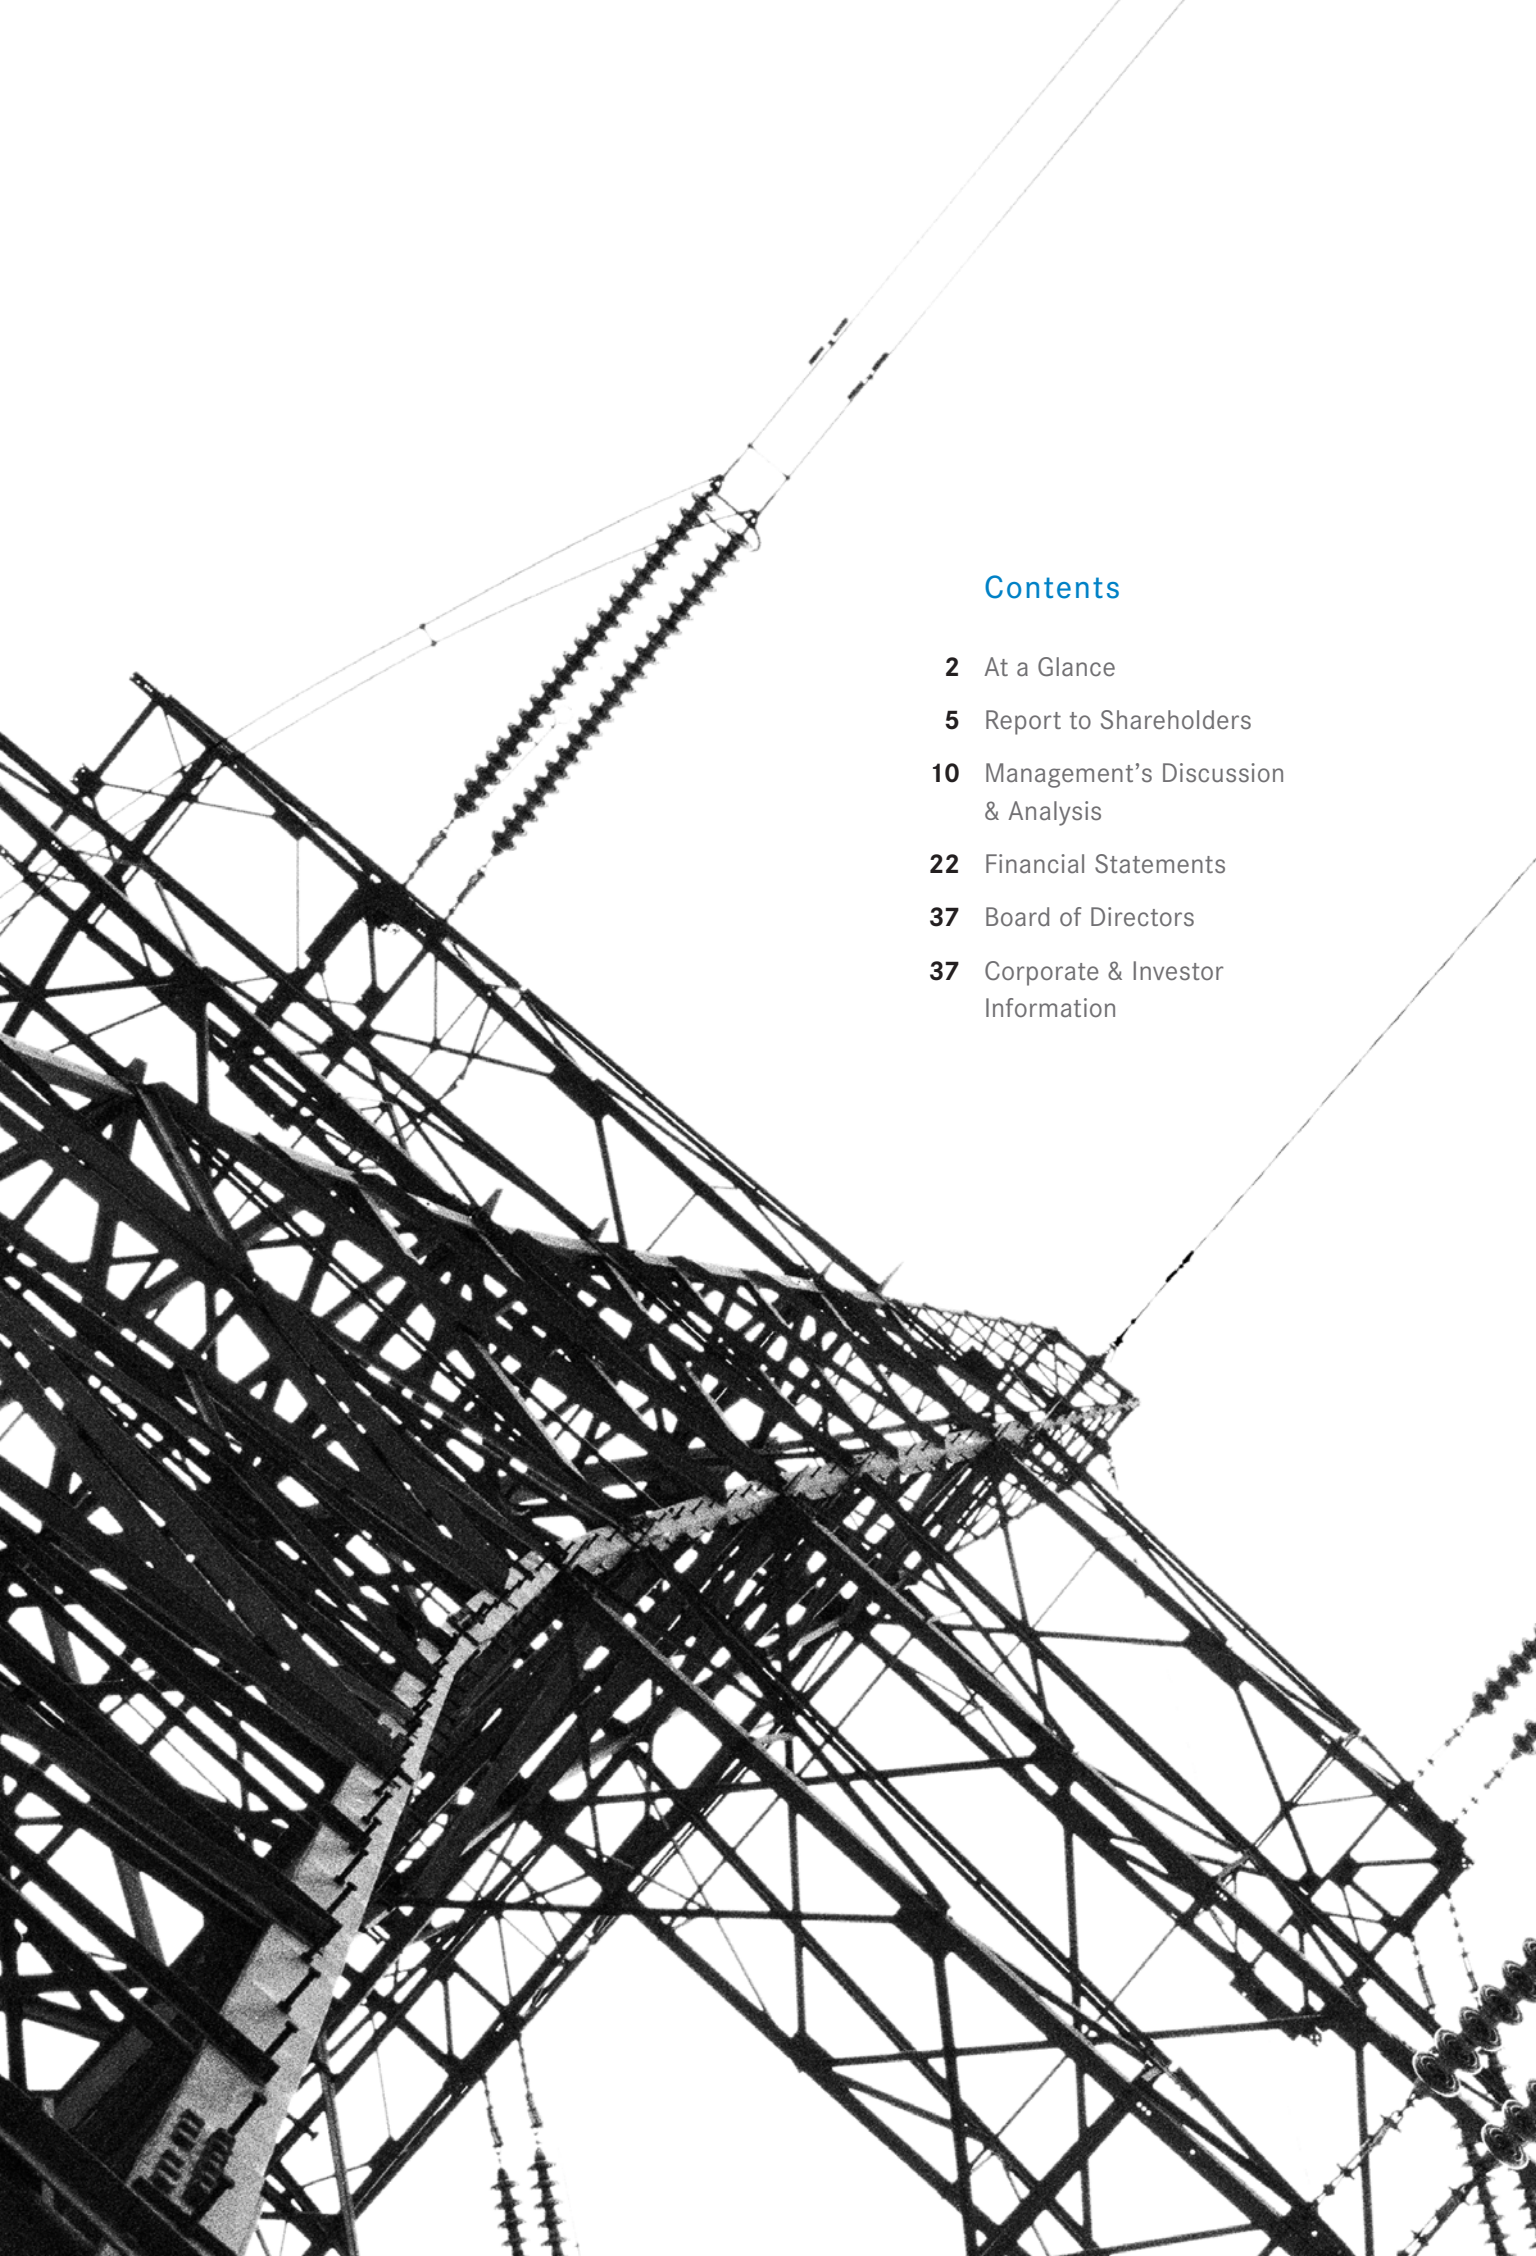 Contents
2 At a Glance
5 Report to Shareholders
10 Management’s Discussion
& Analysis
22 Financial Statements
37 Board of Directors
37 Corporate & Investor
Information